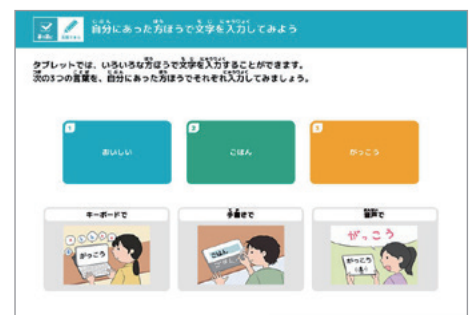 自分にあった方ほうで文字を入力してみよう
タブレットでは、いろいろな方ほうで文字を入力することができます。
次の3つの言葉を、自分にあった方ほうでそれぞれ入力してみましょう。
1
おいしい
2
ごはん
3
がっこう
キーボードで
手書きで
音声で
がっこう
ごはん
がっこう
がっこう